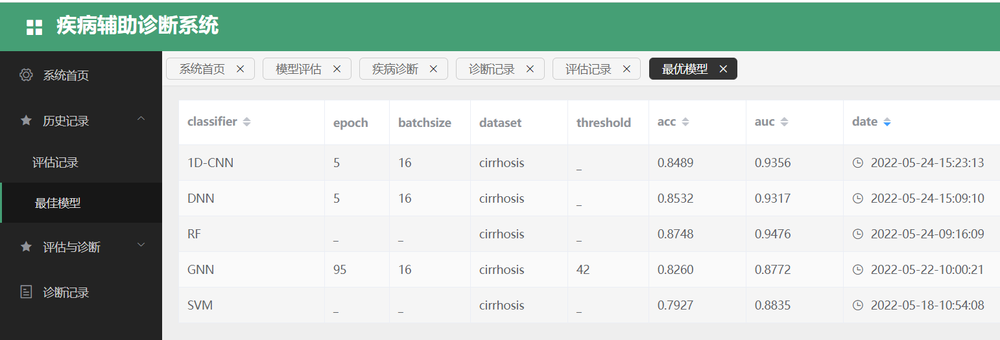 疾病辅助诊断系统
系统首页
历史记录
评估记录
最佳模型
评估与诊断
诊断记录
系统首页 模型评估 疾病诊断 诊断记录 评估记录 最优模型
classifier epoch batchsize dataset threshold acc auc date
1D-CNN 5 16 cirrhosis _ 0.8489 0.9356 2022-05-24-15:23:13
DNN 5 16 cirrhosis _ 0.8532 0.9317 2022-05-24-15:09:10
RF _ _ cirrhosis _ 0.8748 0.9476 2022-05-24-09:16:09
GNN 95 16 cirrhosis 42 0.8260 0.8772 2022-05-22-10:00:21
SVM _ _ cirrhosis _ 0.7927 0.8835 2022-05-18-10:54:08